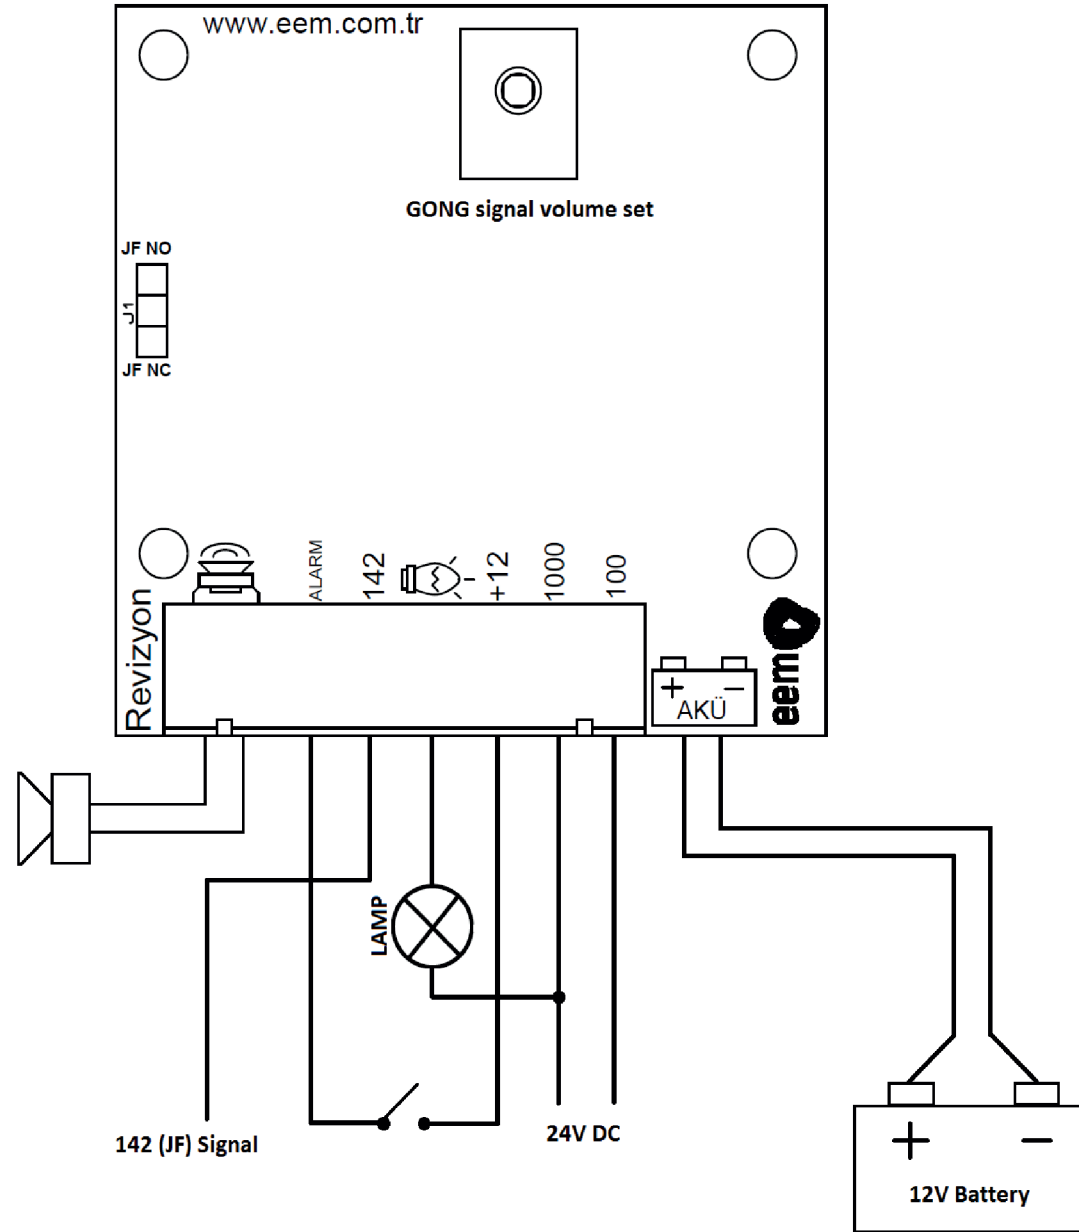 www.eem.com.tr
GONG signal volume set
JF NO
J1
JF NC
Revizyon
ALARM
142
+12
1000
100
+ −
AKÜ
eem
LAMP
142 (JF) Signal
24V DC
+ −
12V Battery